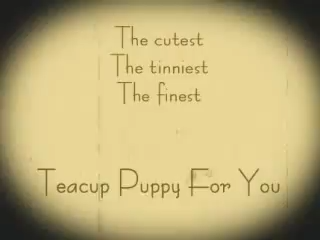 The cutest
The tinniest
The finest
Teacup Puppy For You